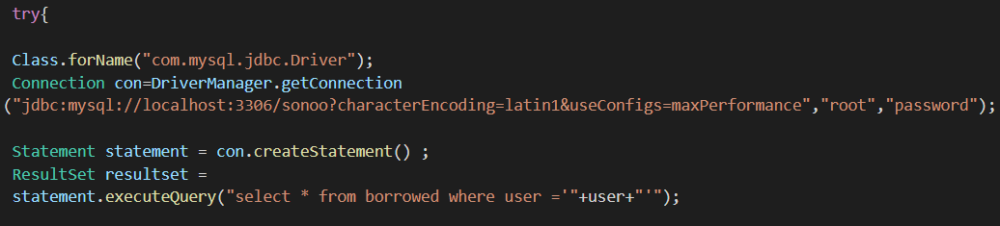 try{
Class.forName("com.mysql.jdbc.Driver");
Connection con=DriverManager.getConnection
("jdbc:mysql://localhost:3306/sonoo?characterEncoding=latin1&useConfigs=maxPerformance","root","password");
Statement statement = con.createStatement() ;
ResultSet resultset =
statement.executeQuery("select * from borrowed where user ='"+user+"'");